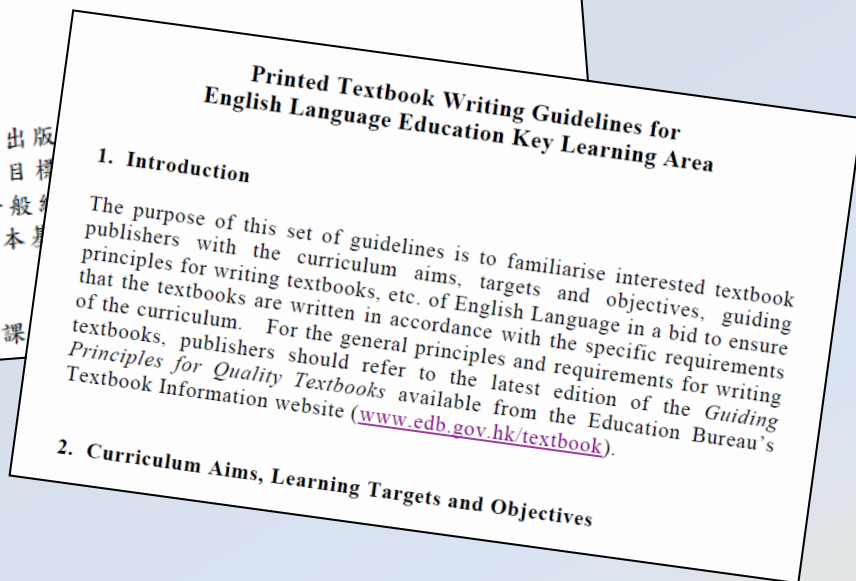 出版
目標
般
本
課
Printed Textbook Writing Guidelines for
English Language Education Key Learning Area
1. Introduction
The purpose of this set of guidelines is to familiarise interested textbook
publishers with the curriculum aims, targets and objectives, guiding
principles for writing textbooks, etc. of English Language in a bid to ensure
that the textbooks are written in accordance with the specific requirements
of the curriculum. For the general principles and requirements for writing
textbooks, publishers should refer to the latest edition of the Guiding
Principles for Quality Textbooks available from the Education Bureau's
Textbook Information website (www.edb.gov.hk/textbook).
2. Curriculum Aims, Learning Targets and Objectives